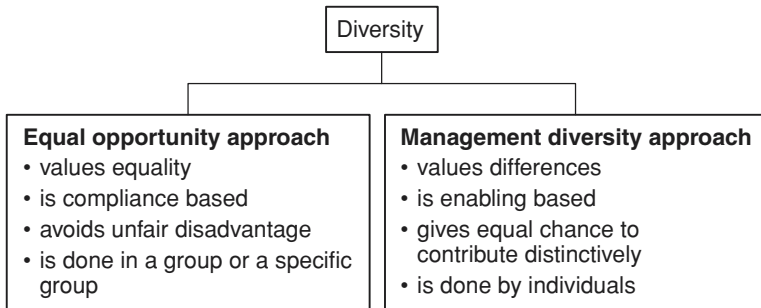 Diversity
Equal opportunity approach
• values equality
• is compliance based
• avoids unfair disadvantage
• is done in a group or a specific
group
Management diversity approach
• values differences
• is enabling based
• gives equal chance to
contribute distinctively
• is done by individuals